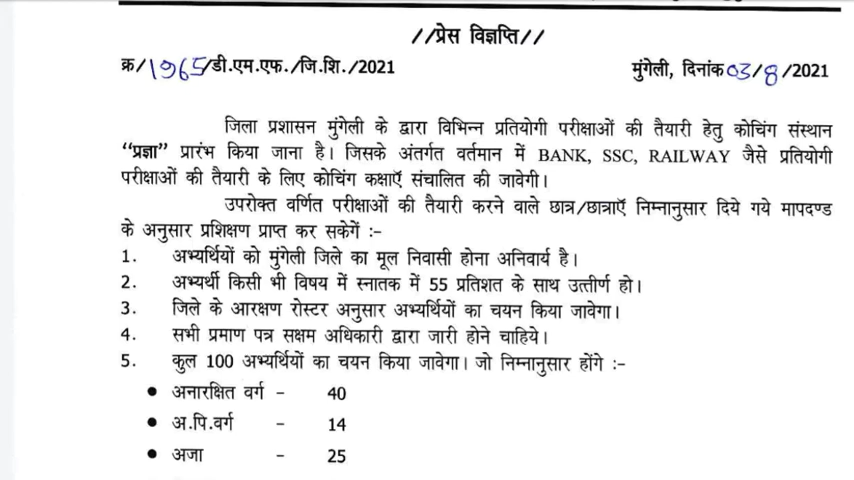 //प्रेस विज्ञप्ति//
क्र/1965/डी.एम.एफ./जि.शि./2021 मुंगेली, दिनांक 03/8/2021
जिला प्रशासन मुंगेली के द्वारा विभिन्न प्रतियोगी परीक्षाओं की तैयारी हेतु कोचिंग संस्थान
"प्रज्ञा" प्रारंभ किया जाना है। जिसके अंतर्गत वर्तमान में BANK, SSC, RAILWAY जैसे प्रतियोगी
परीक्षाओं की तैयारी के लिए कोचिंग कक्षाऍ संचालित की जावेगी।
उपरोक्त वर्णित परीक्षाओं की तैयारी करने वाले छात्र/छात्राऍ निम्नानुसार दिये गये मापदण्ड
के अनुसार प्रशिक्षण प्राप्त कर सकेगें :-
1. अभ्यर्थियों को मुंगेली जिले का मूल निवासी होना अनिवार्य है।
2. अभ्यर्थी किसी भी विषय में स्नातक में 55 प्रतिशत के साथ उत्तीर्ण हो।
3. जिले के आरक्षण रोस्टर अनुसार अभ्यर्थियों का चयन किया जावेगा।
4. सभी प्रमाण पत्र सक्षम अधिकारी द्वारा जारी होने चाहिये।
5. कुल 100 अभ्यर्थियों का चयन किया जावेगा। जो निम्नानुसार होंगे :-
• अनारक्षित वर्ग - 40
• अ.पि.वर्ग - 14
• अजा - 25